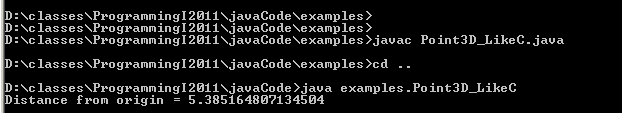 D:\classes\ProgrammingI2011\javaCode\examples>
D:\classes\ProgrammingI2011\javaCode\examples>
D:\classes\ProgrammingI2011\javaCode\examples>javac Point3D_LikeC.java
D:\classes\ProgrammingI2011\javaCode\examples>cd ..
D:\classes\ProgrammingI2011\javaCode>java examples.Point3D_LikeC
Distance from origin = 5.385164807134504